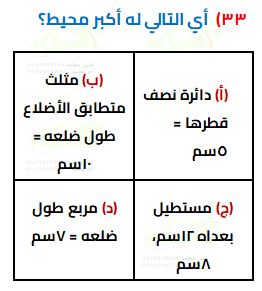 ٣٣) أي التالي له أكبر محيط؟
(أ) دائرة نصف
قطرها =
٥سم
(ب) مثلث
متطابق الأضلاع
طول ضلعه =
١٠سم
(ج) مستطيل
بعداه ١٢سم،
٨سم
(د) مربع طول
ضلعه = ٧سم